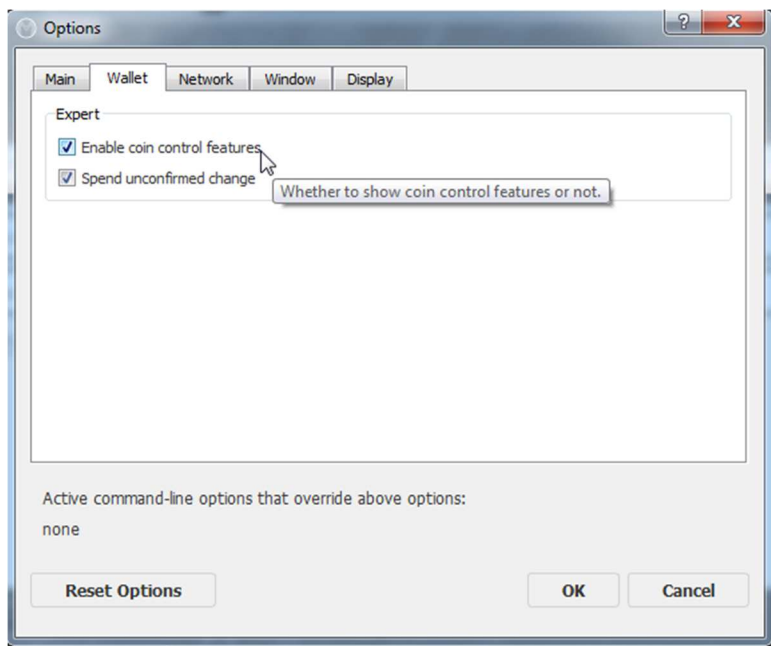 Options
Main Wallet Network Window Display
Expert
Enable coin control features
Spend unconfirmed change
Whether to show coin control features or not.
Active command-line options that override above options:
none
Reset Options OK Cancel